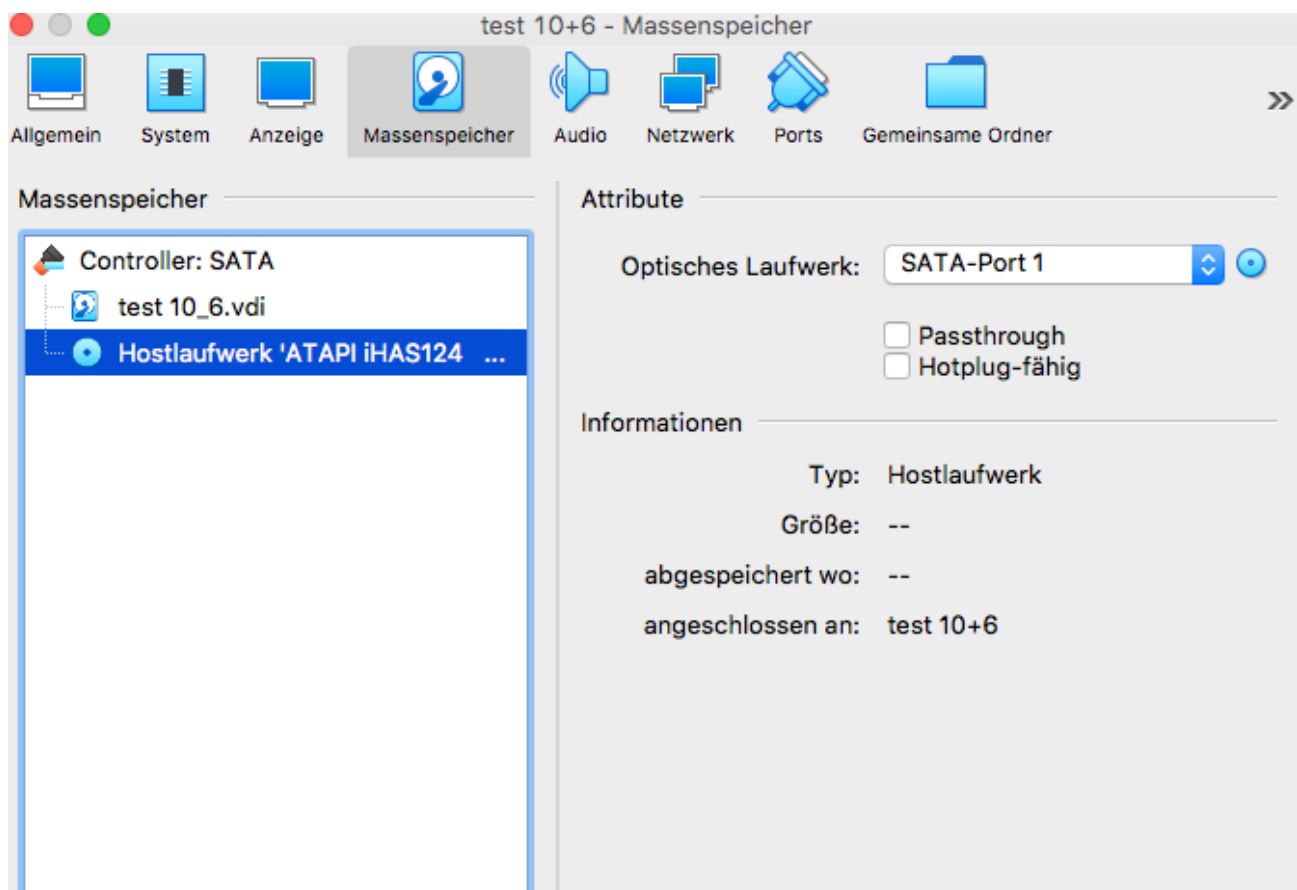 test 10+6 - Massenspeicher
Allgemein System Anzeige Massenspeicher Audio Netzwerk Ports Gemeinsame Ordner
Massenspeicher
Controller: SATA
test 10_6.vdi
Hostlaufwerk 'ATAPI iHAS124 ...
Attribute
Optisches Laufwerk: SATA-Port 1
Passthrough
Hotplug-fähig
Informationen
Typ: Hostlaufwerk
Größe: --
abgespeichert wo: --
angeschlossen an: test 10+6